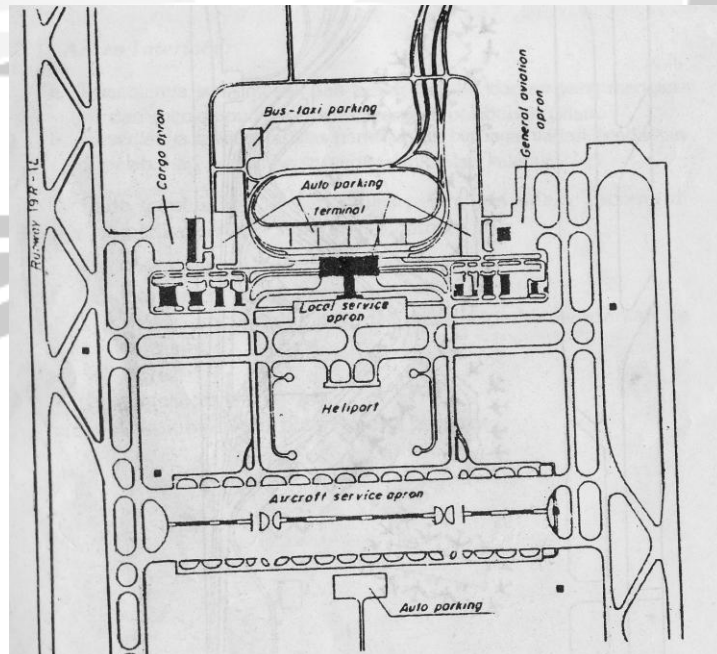 Bus-taxi parking
Cargo apron
General aviation
apron
Auto parking
terminal
Runway 19R-1L
Local service
apron
Heliport
Aircraft service apron
Auto parking